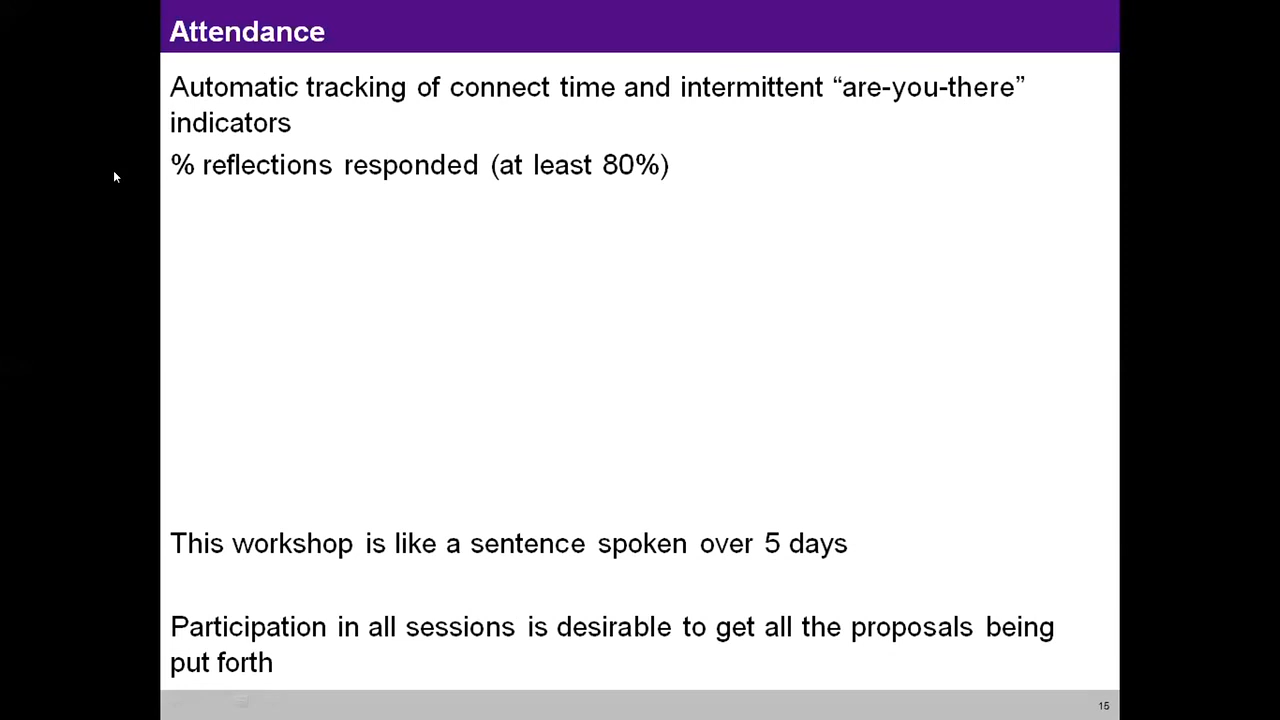 Attendance
Automatic tracking of connect time and intermittent “are-you-there”
indicators
% reflections responded (at least 80%)
This workshop is like a sentence spoken over 5 days
Participation in all sessions is desirable to get all the proposals being
put forth
15